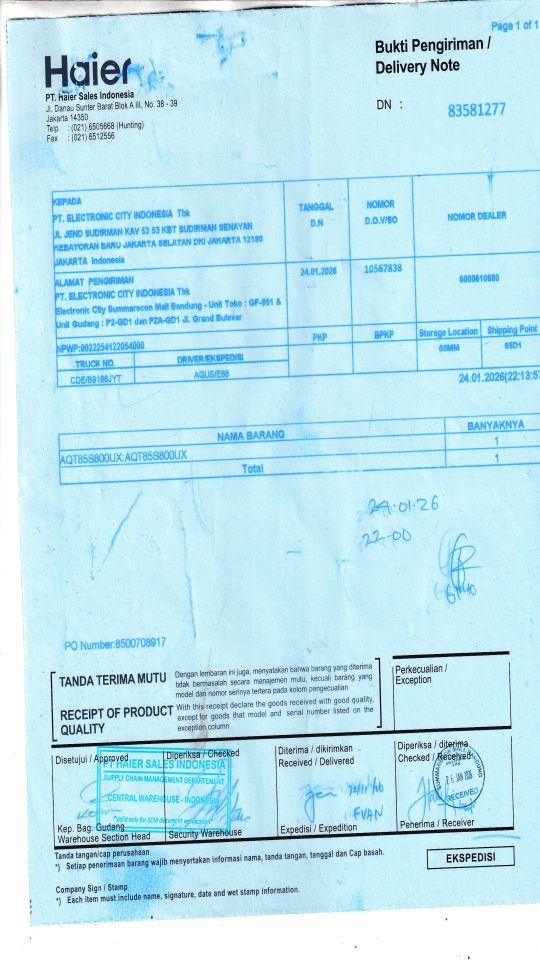 Page 1 of 1
Haier
Bukti Pengiriman /
Delivery Note
PT. Haier Sales Indonesia
Jl. Danau Sunter Barat Blok A III, No. 38 - 39
Jakarta 14350
Telp : (021) 6505668 (Hunting)
Fax : (021) 6512556
DN : 83581277
KEPADA
PT. ELECTRONIC CITY INDONESIA Tbk
JL JEND SUDIRMAN KAV 52 53 KBT SUDIRMAN SENAYAN
KEBAYORAN BARU JAKARTA SELATAN DKI JAKARTA 12190
JAKARTA Indonesia
TANGGAL
D.N
NOMOR
D.O.V/SO
NOMOR DEALER
ALAMAT PENGIRIMAN
PT. ELECTRONIC CITY INDONESIA Tbk
Electronic City Summarecon Mall Bandung - Unit Toko : GF-851 &
Unit Gudang : P2-GD1 dan PZA-GD1 JL Grand Bulevar
24.01.2026
10567838
6000610680
NPWP:0022254122054000
PKP
BPKP
Storage Location
Shipping Point
TRUCK NO.
DRIVER/EKSPEDISI
00MM
65D1
CDE/B9186JYT
AGUS/E98
24.01.2026(22:13:57
NAMA BARANG
BANYAKNYA
AQT85S800UX:AQT85S800UX
1
Total
1
22-00
PO Number:8500708917
TANDA TERIMA MUTU
Dengan lembaran ini juga, menyatakan bahwa barang yang diterima
tidak bermasalah secara manajemen mutu, kecuali barang yang
model dan nomor serinya tertera pada kolom pengecualian
RECEIPT OF PRODUCT
QUALITY
With this receipt declare the goods received with good quality,
except for goods that model and serial number listed on the
exception column
Perkecualian /
Exception
Disetujui / Approved
Diperiksa / Checked
Diterima / dikirimkan
Received / Delivered
Diperiksa / diterima
Checked / Received
PT HAIER SALES INDONESIA
SUPPLY CHAIN MANAGEMENT DEPARTEMENT
CENTRAL WAREHOUSE - INDONESIA
*Valid only for SCM document verification*
RECEIVED
EVAN
Kep. Bag. Gudang
Warehouse Section Head
Security Warehouse
Expedisi / Expedition
Penerima / Receiver
Tanda tangan/cap perusahaan
*) Setiap penerimaan barang wajib menyertakan informasi nama, tanda tangan, tanggal dan Cap basah.
EKSPEDISI
Company Sign / Stamp
*) Each item must include name, signature, date and wet stamp information.